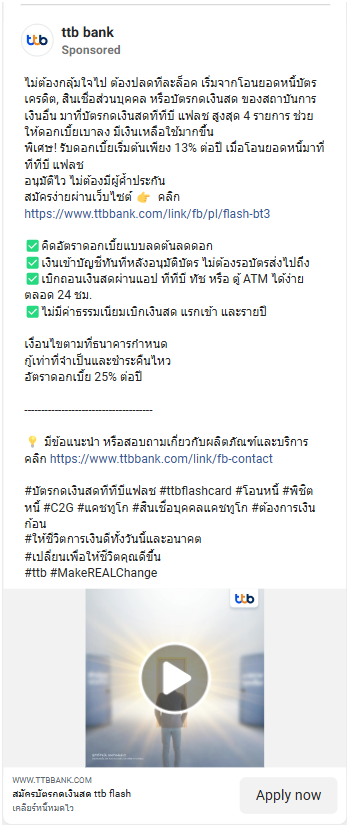 ttb
ttb bank
Sponsored
ไม่ต้องกลุ้มใจไป ต้องปลดทีละล็อค เริ่มจากโอนยอดหนี้บัตร
เครดิต, สินเชื่อส่วนบุคคล หรือบัตรกดเงินสด ของสถาบันการ
เงินอื่น มาที่บัตรกดเงินสดทีทีบี แฟลช สูงสุด 4 รายการ ช่วย
ให้ดอกเบี้ยเบาลง มีเงินเหลือใช้มากขึ้น
พิเศษ! รับดอกเบี้ยเริ่มต้นเพียง 13% ต่อปี เมื่อโอนยอดหนี้มาที่
ทีทีบี แฟลช
อนุมัติไว ไม่ต้องมีผู้ค้ำประกัน
สมัครง่ายผ่านเว็บไซต์ 👉 คลิก
https://www.ttbbank.com/link/fb/pl/flash-bt3
✅ คิดอัตราดอกเบี้ยแบบลดต้นลดดอก
✅ เงินเข้าบัญชีทันทีหลังอนุมัติบัตร ไม่ต้องรอบัตรส่งไปถึง
✅ เบิกถอนเงินสดผ่านแอป ทีทีบี ทัช หรือ ตู้ ATM ได้ง่าย
ตลอด 24 ชม.
✅ ไม่มีค่าธรรมเนียมเบิกเงินสด แรกเข้า และรายปี
เงื่อนไขตามที่ธนาคารกำหนด
กู้เท่าที่จำเป็นและชำระคืนไหว
อัตราดอกเบี้ย 25% ต่อปี
--------------------------------------
💡 มีข้อแนะนำ หรือสอบถามเกี่ยวกับผลิตภัณฑ์และบริการ
คลิก https://www.ttbbank.com/link/fb-contact
#บัตรกดเงินสดทีทีบีแฟลช #ttbflashcard #โอนหนี้ #พิชิต
หนี้ #C2G #แคชทูโก #สินเชื่อบุคคลแคชทูโก #ต้องการเงิน
ก้อน
#ให้ชีวิตการเงินดีทั้งวันนี้และอนาคต
#เปลี่ยนเพื่อให้ชีวิตคุณดีขึ้น
#ttb #MakeREALChange
ttb
WWW.TTBBANK.COM
สมัครบัตรกดเงินสด ttb flash
เคลียร์หนี้หมดไว
Apply now